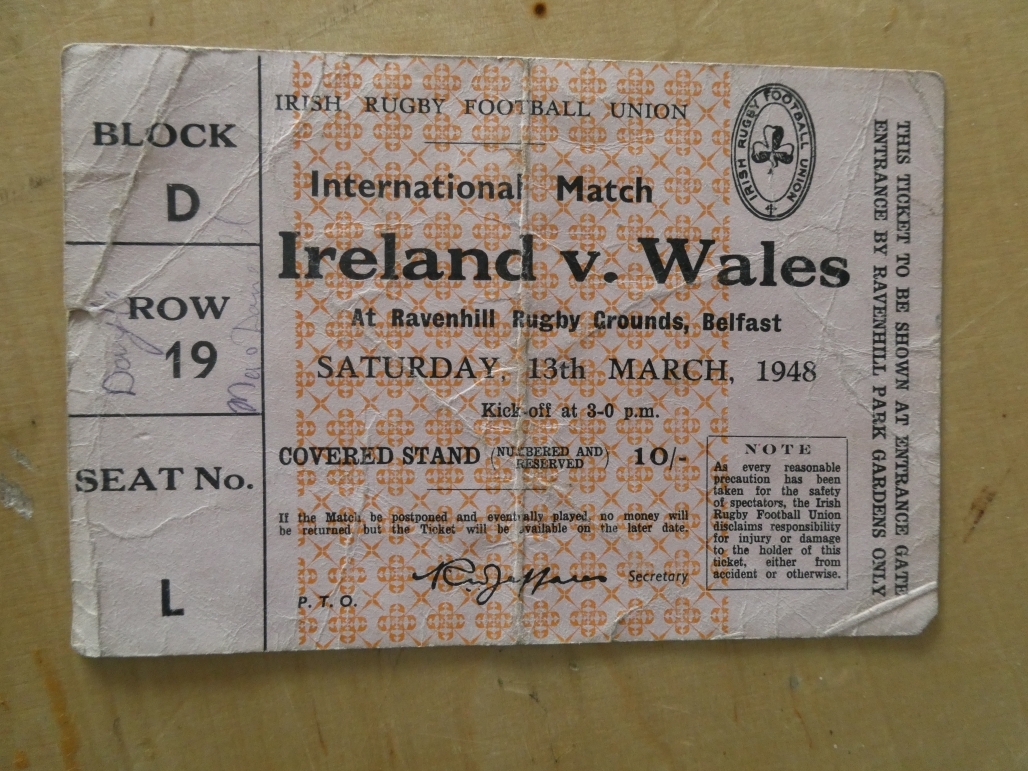 BLOCK
D
ROW
19
SEAT No.
L
IRISH RUGBY FOOTBALL UNION
International Match
Ireland v. Wales
At Ravenhill Rugby Grounds, Belfast
SATURDAY, 13th MARCH, 1948
Kick-off at 3-0 p.m.
COVERED STAND (NUMBERED AND RESERVED) 10/-
If the Match be postponed and eventually played, no money will
be returned but the Ticket will be available on the later date.
Secretary
P. T. O.
IRISH RUGBY FOOTBALL UNION
NOTE
As every reasonable
precaution has been
taken for the safety
of spectators, the Irish
Rugby Football Union
disclaims responsibility
for injury or damage
to the holder of this
ticket, either from
accident or otherwise.
THIS TICKET TO BE SHOWN AT ENTRANCE GATE
ENTRANCE BY RAVENHILL PARK GARDENS ONLY